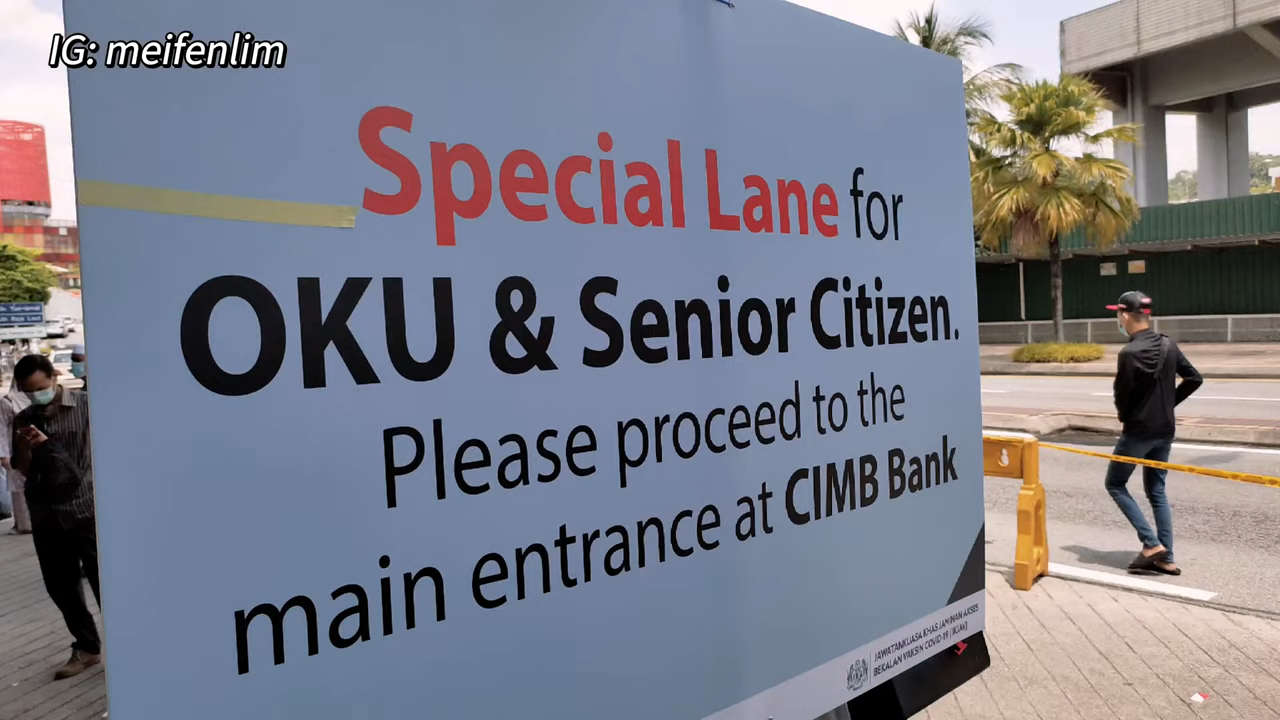 IG: meifenlim
Special Lane for
OKU & Senior Citizen.
Please proceed to the
main entrance at CIMB Bank
JAWATANKUASA KHAS JAMINAN AKSES
BEKALAN VAKSIN COVID-19 (JKJAV)